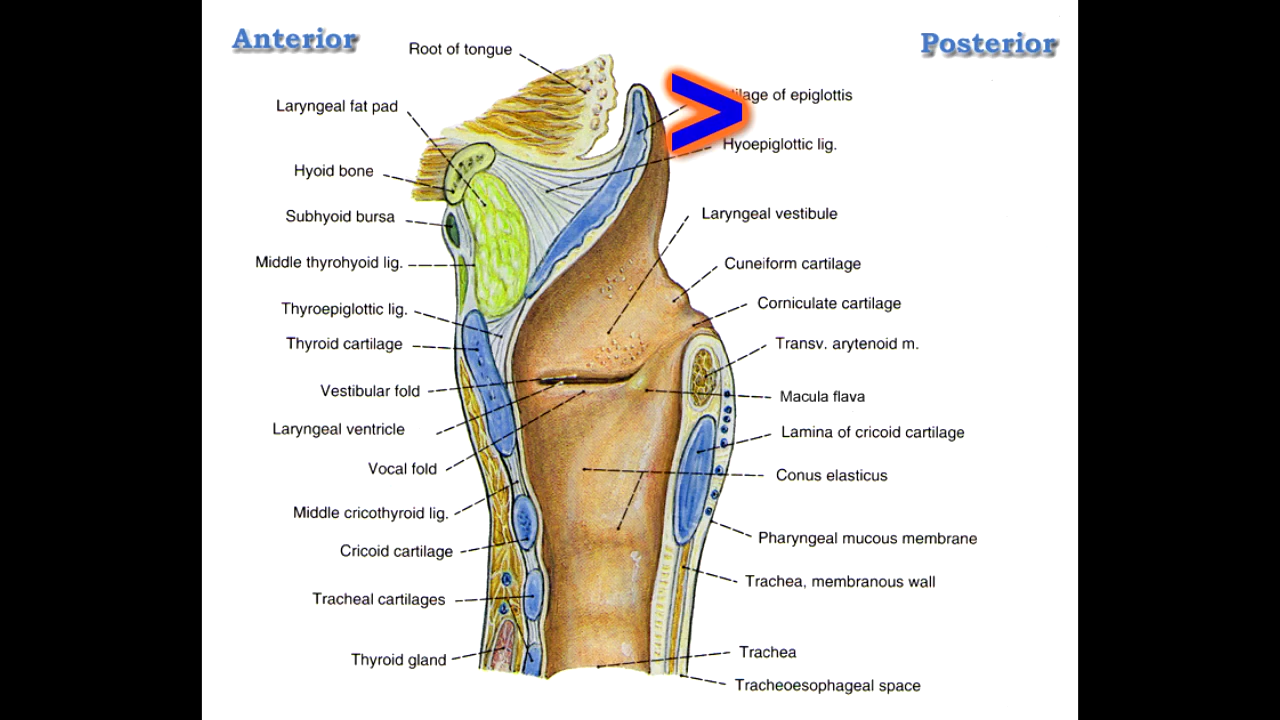 Anterior
Posterior
Root of tongue
Laryngeal fat pad
Hyoid bone
Subhyoid bursa
Middle thyrohyoid lig.
Thyroepiglottic lig.
Thyroid cartilage
Vestibular fold
Laryngeal ventricle
Vocal fold
Middle cricothyroid lig.
Cricoid cartilage
Tracheal cartilages
Thyroid gland
of epiglottis
Hyoepiglottic lig.
Laryngeal vestibule
Cuneiform cartilage
Corniculate cartilage
Transv. arytenoid m.
Macula flava
Lamina of cricoid cartilage
Conus elasticus
Pharyngeal mucous membrane
Trachea, membranous wall
Trachea
Tracheoesophageal space